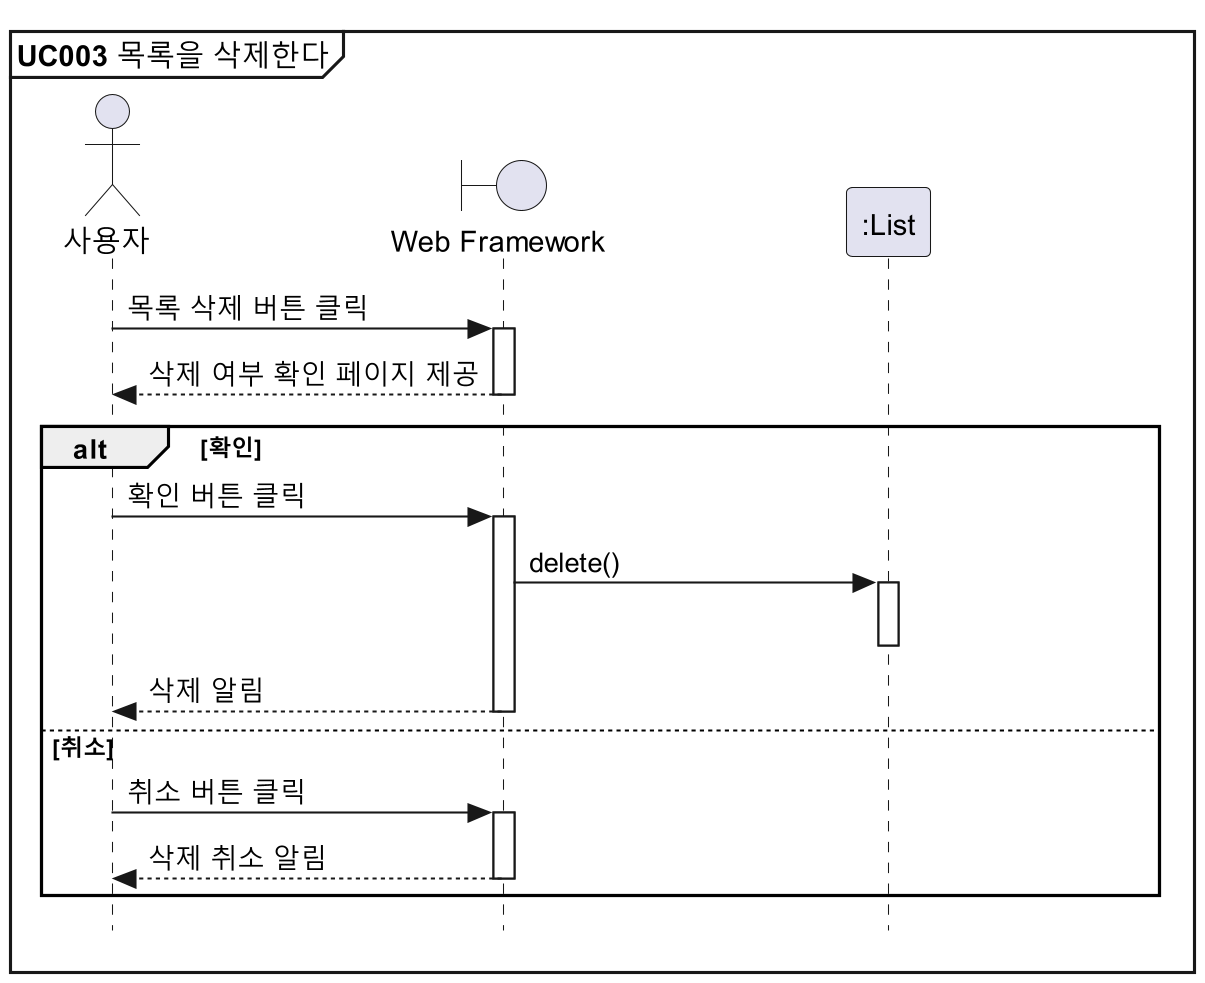 UC003 목록을 삭제한다
사용자
Web Framework
:List
목록 삭제 버튼 클릭
삭제 여부 확인 페이지 제공
alt [확인]
확인 버튼 클릭
delete()
삭제 알림
[취소]
취소 버튼 클릭
삭제 취소 알림